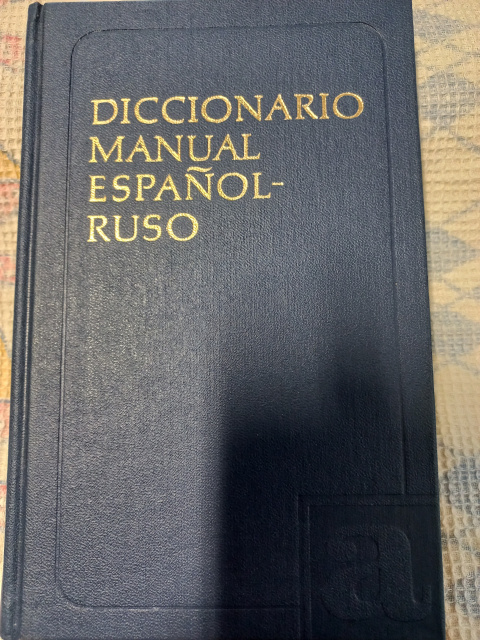 DICCIONARIO
MANUAL
ESPAÑOL-
RUSO
a